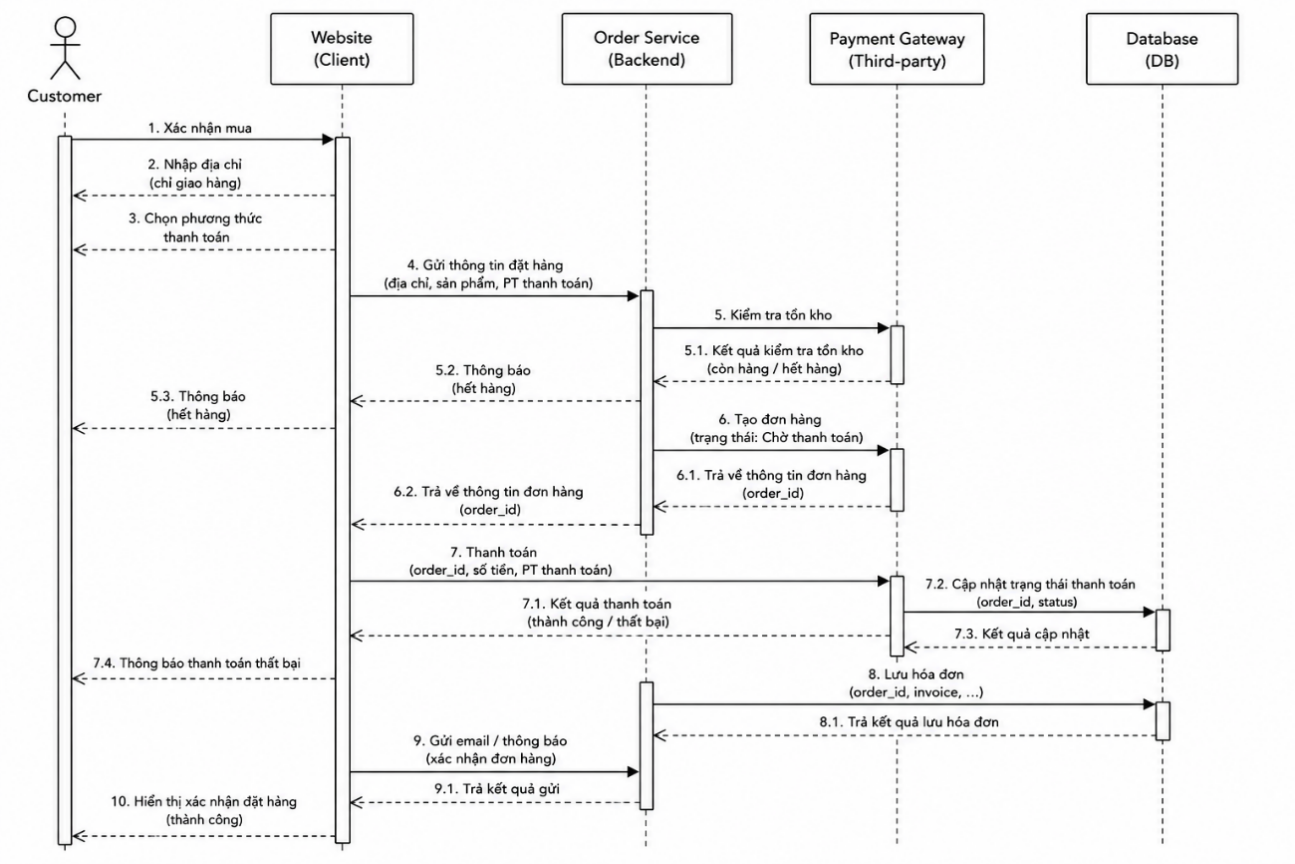 Customer
Website
(Client)
Order Service
(Backend)
Payment Gateway
(Third-party)
Database
(DB)
1. Xác nhận mua
2. Nhập địa chỉ
(chỉ giao hàng)
3. Chọn phương thức
thanh toán
4. Gửi thông tin đặt hàng
(địa chỉ, sản phẩm, PT thanh toán)
5. Kiểm tra tồn kho
5.1. Kết quả kiểm tra tồn kho
(còn hàng / hết hàng)
5.2. Thông báo
(hết hàng)
5.3. Thông báo
(hết hàng)
6. Tạo đơn hàng
(trạng thái: Chờ thanh toán)
6.1. Trả về thông tin đơn hàng
(order_id)
6.2. Trả về thông tin đơn hàng
(order_id)
7. Thanh toán
(order_id, số tiền, PT thanh toán)
7.1. Kết quả thanh toán
(thành công / thất bại)
7.2. Cập nhật trạng thái thanh toán
(order_id, status)
7.3. Kết quả cập nhật
7.4. Thông báo thanh toán thất bại
8. Lưu hóa đơn
(order_id, invoice, ...)
8.1. Trả kết quả lưu hóa đơn
9. Gửi email / thông báo
(xác nhận đơn hàng)
9.1. Trả kết quả gửi
10. Hiển thị xác nhận đặt hàng
(thành công)